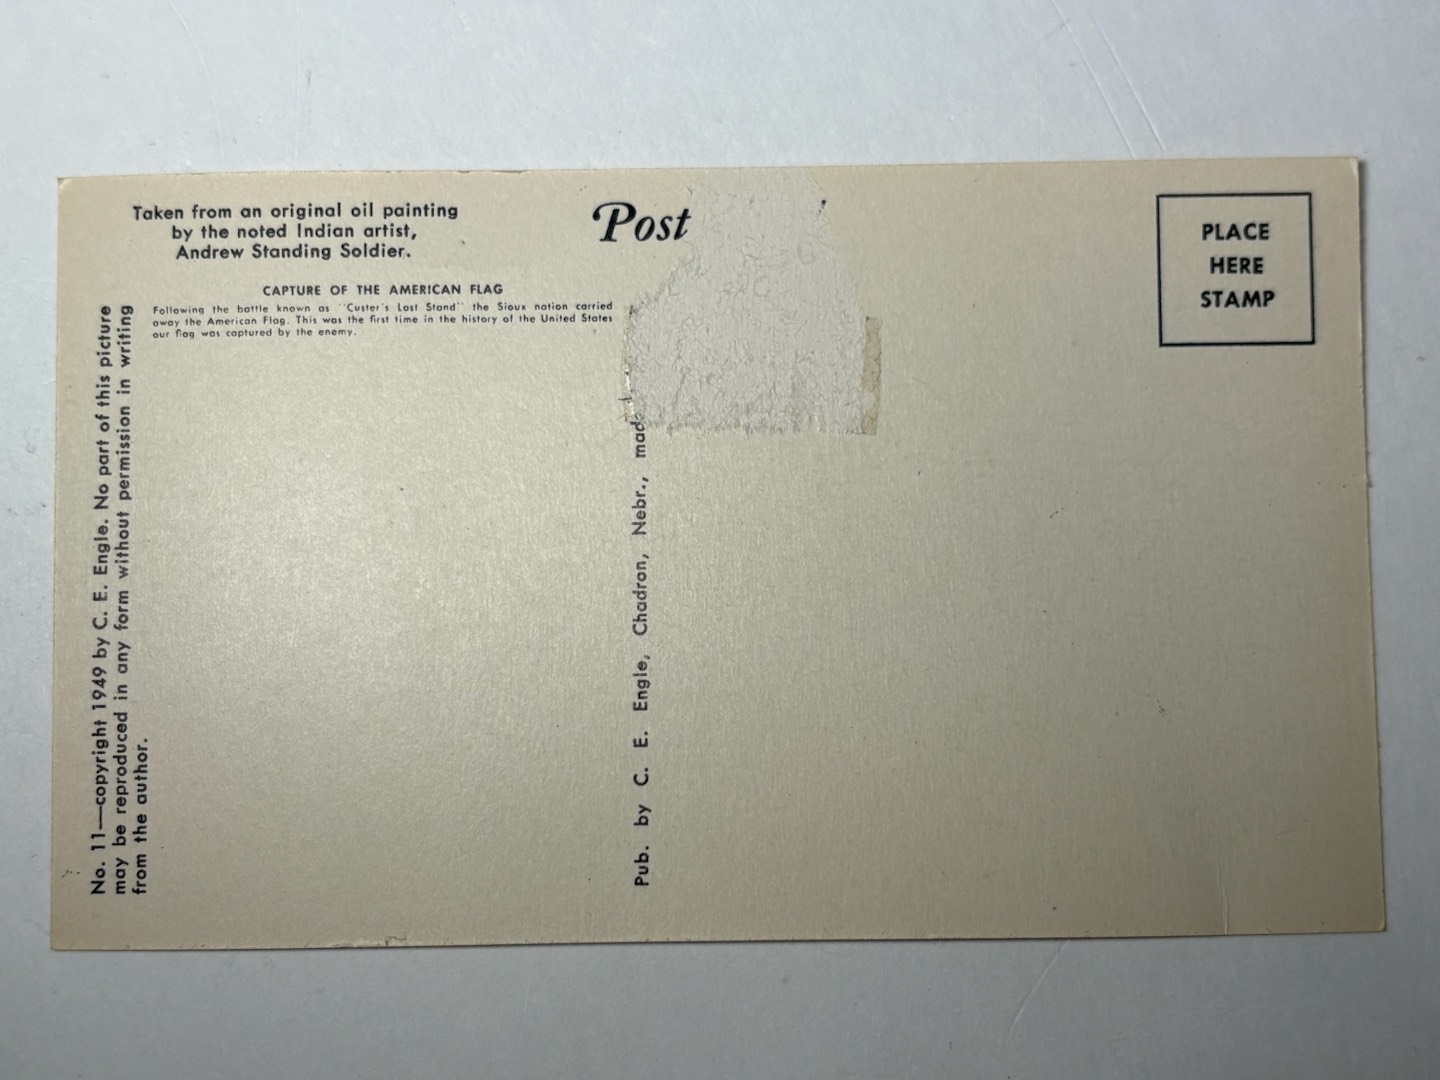 Taken from an original oil painting
by the noted Indian artist,
Andrew Standing Soldier.
CAPTURE OF THE AMERICAN FLAG
Following the battle known as "Custer's Last Stand" the Sioux nation carried
away the American Flag. This was the first time in the history of the United States
our flag was captured by the enemy.
No. 11—copyright 1949 by C. E. Engle. No part of this picture
may be reproduced in any form without permission in writing
from the author.
Post
Pub. by C. E. Engle, Chadron, Nebr.,
PLACE
HERE
STAMP